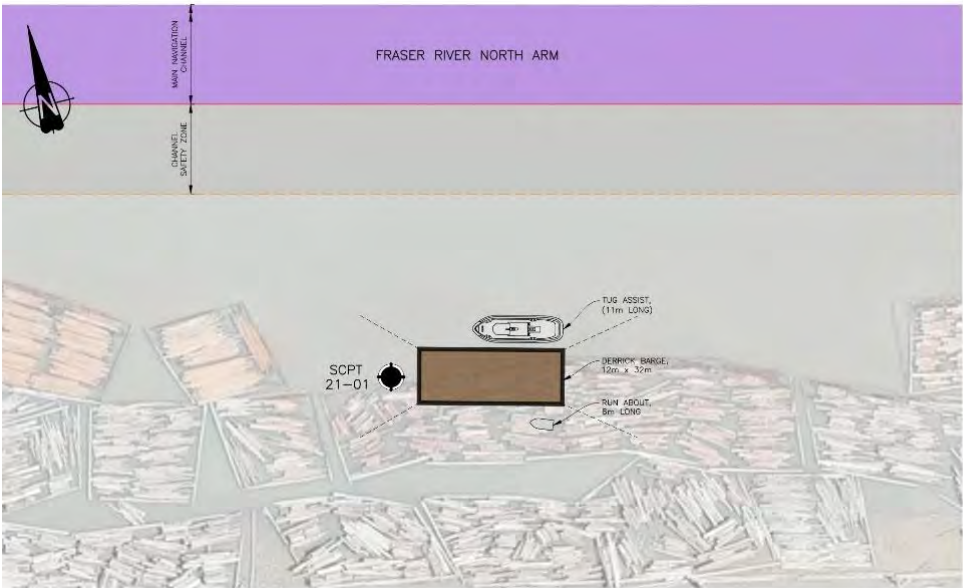 MAIN NAVIGATION
CHANNEL
FRASER RIVER NORTH ARM
N
CHANNEL
SAFETY ZONE
TUG ASSIST,
(11m LONG)
SCPT
21-01
DERRICK BARGE,
12m x 32m
RUN ABOUT,
8m LONG